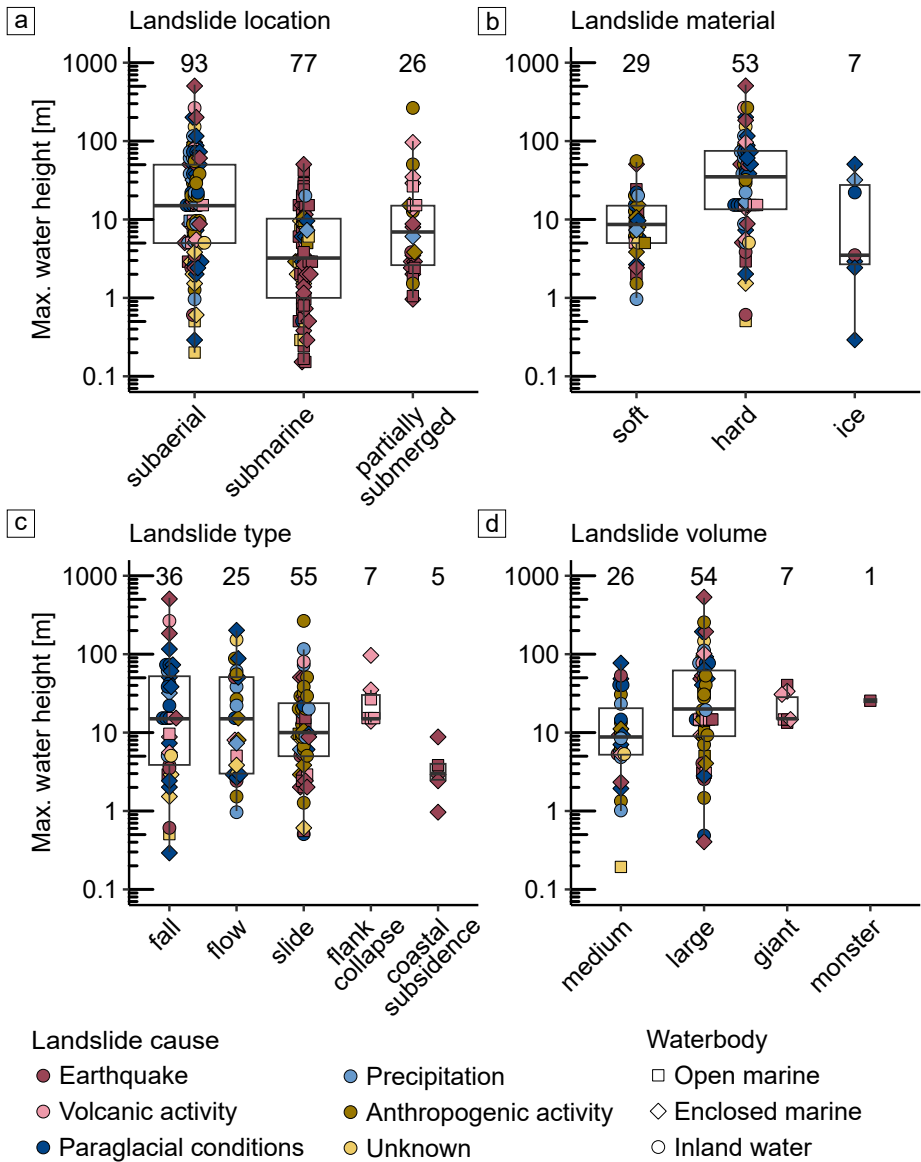 a Landslide location
b Landslide material
93 77 26
29 53 7
Max. water height [m]
1000
100
10
1
0.1
1000
100
10
1
0.1
subaerial
submarine
partially
submerged
soft
hard
ice
c Landslide type
d Landslide volume
36 25 55 7 5
26 54 7 1
Max. water height [m]
1000
100
10
1
0.1
1000
100
10
1
0.1
fall
flow
slide
flank
collapse
coastal
subsidence
medium
large
giant
monster
Landslide cause
Earthquake
Volcanic activity
Paraglacial conditions
Precipitation
Anthropogenic activity
Unknown
Waterbody
Open marine
Enclosed marine
Inland water